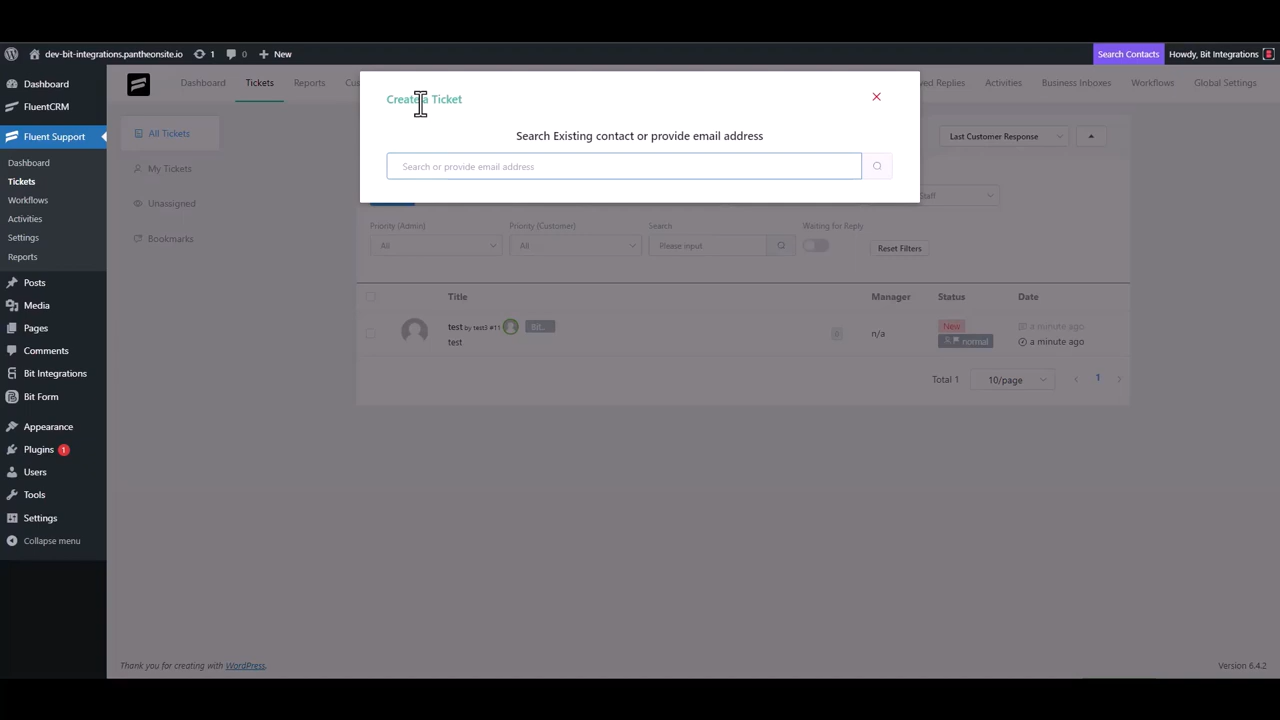 dev-bit-integrations.pantheonsite.io 1 0 New Search Contacts Howdy, Bit Integrations
Dashboard
FluentCRM
Fluent Support
Dashboard
Tickets
Workflows
Activities
Settings
Reports
Posts
Media
Pages
Comments
Bit Integrations
Bit Form
Appearance
Plugins 1
Users
Tools
Settings
Collapse menu
Dashboard Tickets Reports Activities Business Inboxes Workflows Global Settings
All Tickets
My Tickets
Unassigned
Bookmarks
Create a Ticket
Search Existing contact or provide email address
Search or provide email address
Last Customer Response
Priority (Admin) Priority (Customer) Search Waiting for Reply
All All Please input Reset Filters
Title Manager Status Date
test by test3 #11 Bit.. n/a New a minute ago
test normal a minute ago
Total 1 10/page 1
Thank you for creating with WordPress. Version 6.4.2